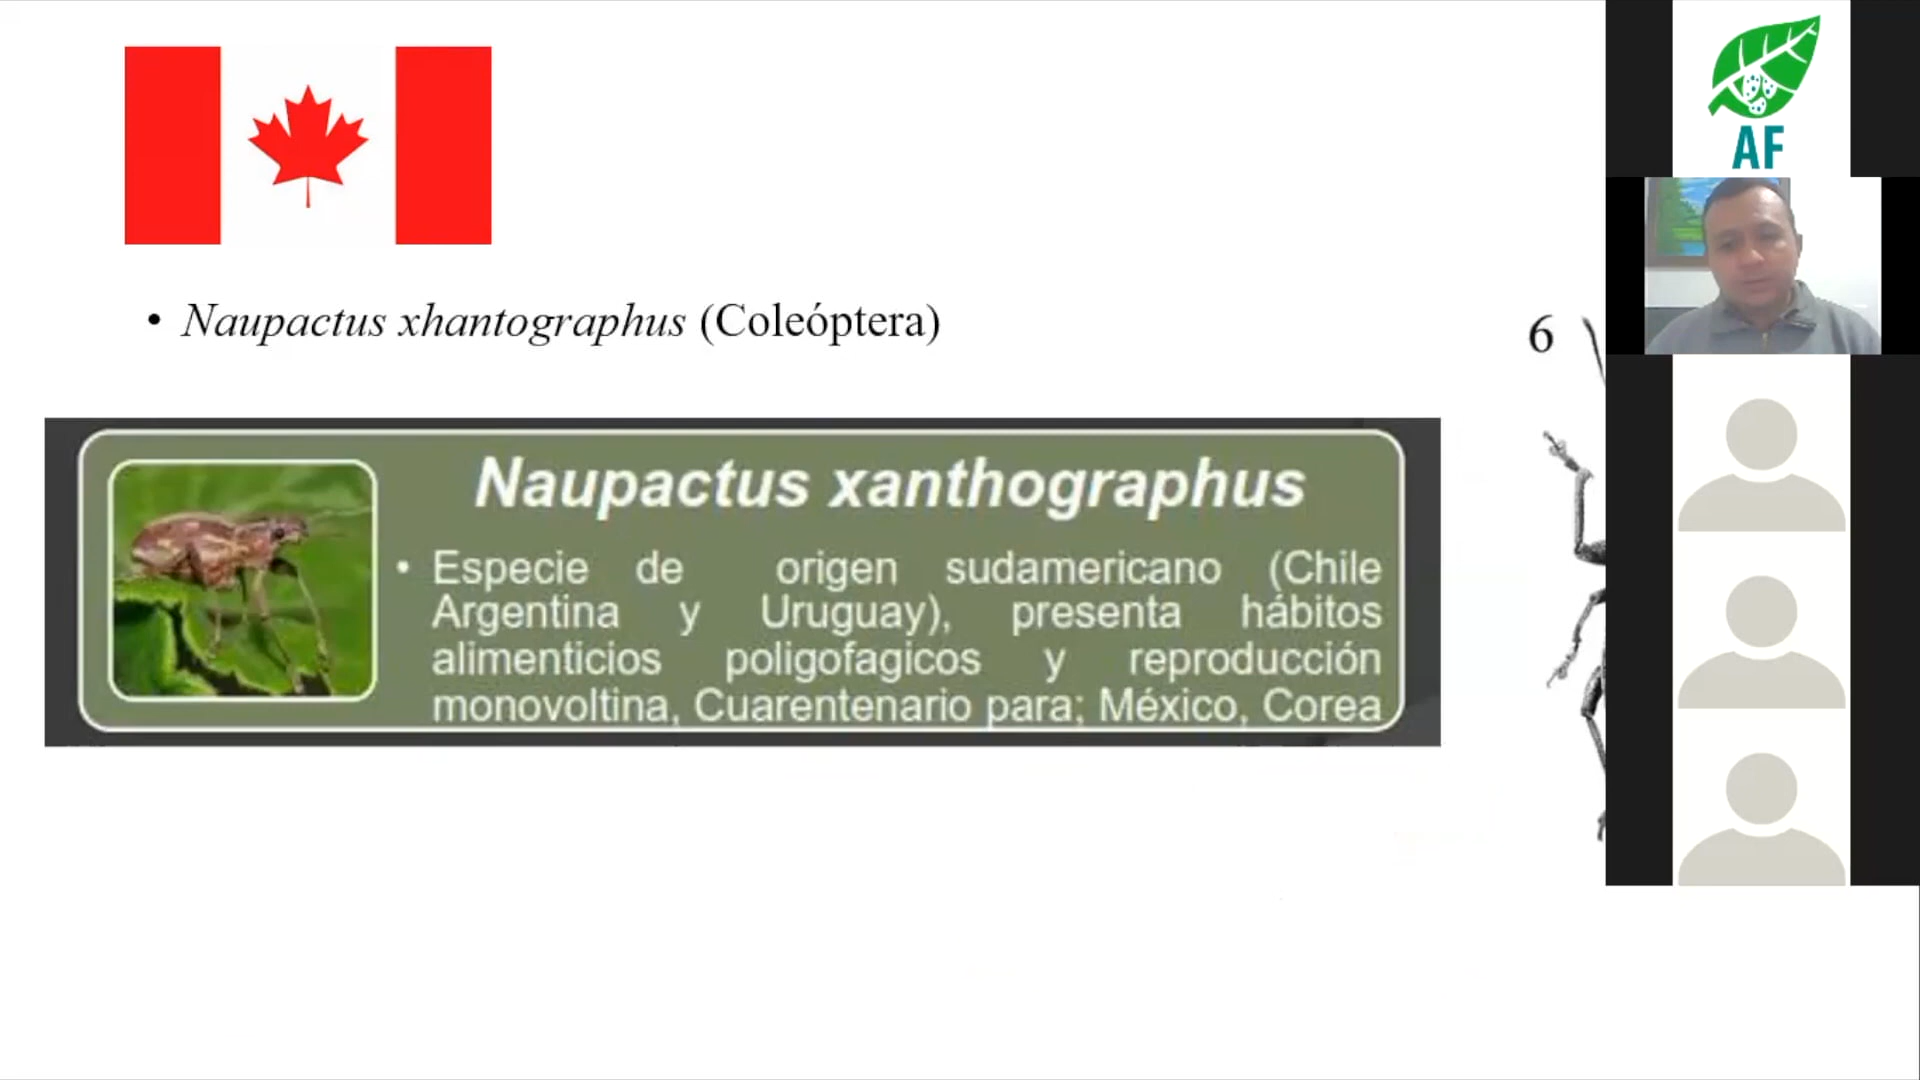 • Naupactus xhantographus (Coleóptera)
6
Naupactus xanthographus
• Especie de origen sudamericano (Chile
Argentina y Uruguay), presenta hábitos
alimenticios poligofagicos y reproducción
monovoltina, Cuarentenario para; México, Corea
AF